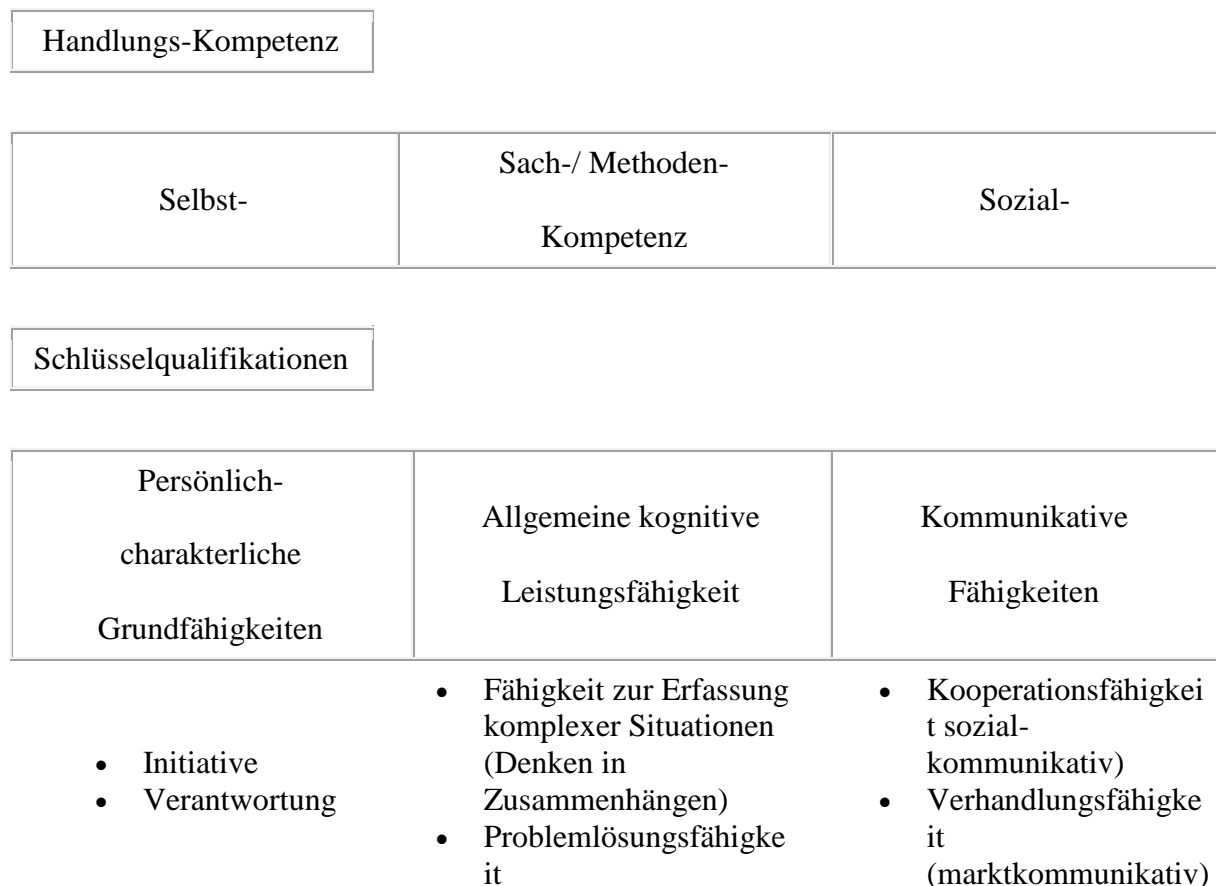 Handlungs-Kompetenz
Selbst-
Sach-/ Methoden-
Kompetenz
Sozial-
Schlüsselqualifikationen
Persönlich-
charakterliche
Grundfähigkeiten
Allgemeine kognitive
Leistungsfähigkeit
Kommunikative
Fähigkeiten
• Initiative
• Verantwortung
• Fähigkeit zur Erfassung
komplexer Situationen
(Denken in
Zusammenhängen)
• Problemlösungsfähigke
it
• Kooperationsfähigkei
t sozial-
kommunikativ)
• Verhandlungsfähigke
it
(marktkommunikativ)